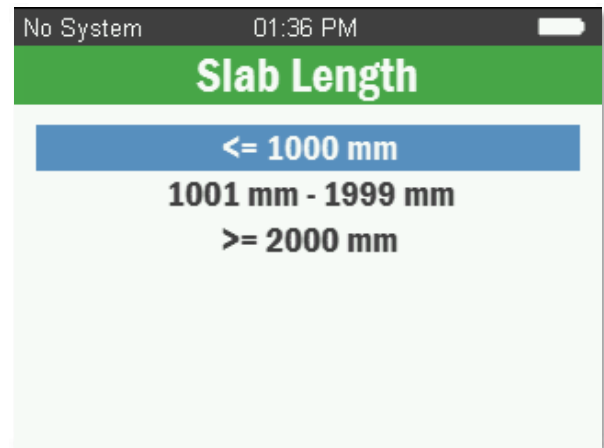 No System 01:36 PM
Slab Length
<= 1000 mm
1001 mm - 1999 mm
>= 2000 mm